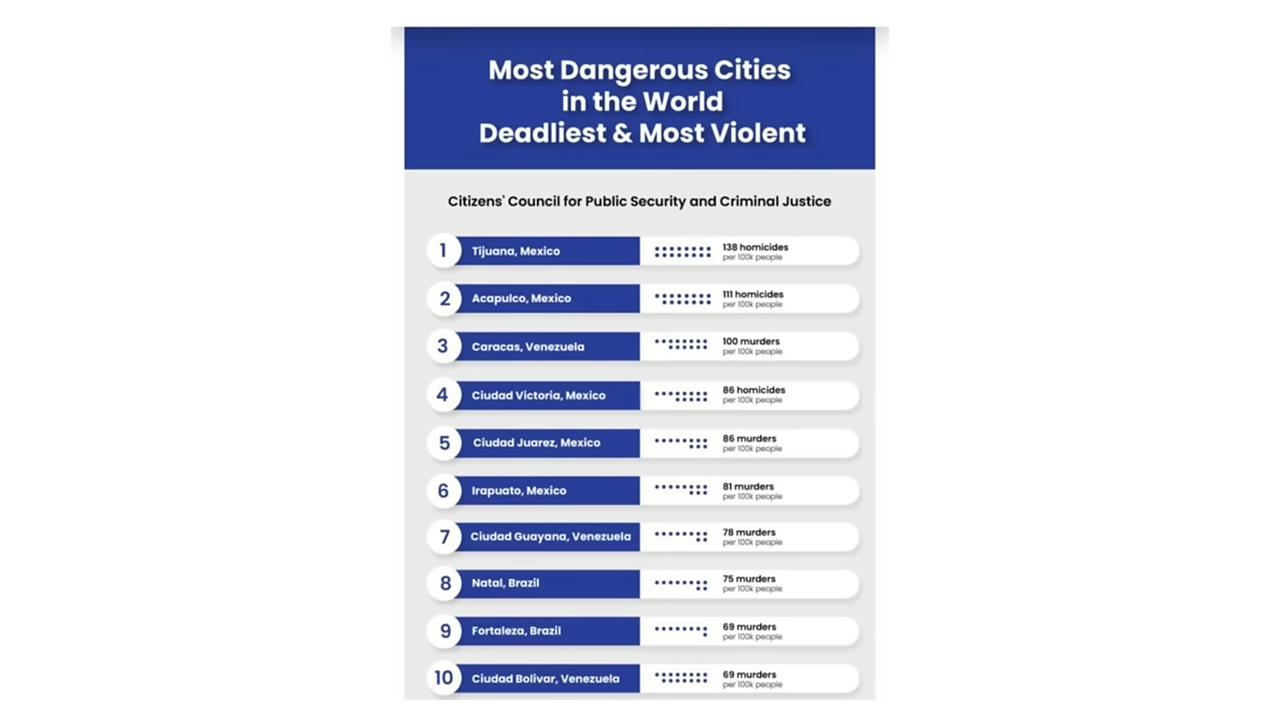 Most Dangerous Cities
in the World
Deadliest & Most Violent
Citizens' Council for Public Security and Criminal Justice
1 Tijuana, Mexico 138 homicides
per 100k people
2 Acapulco, Mexico 111 homicides
per 100k people
3 Caracas, Venezuela 100 murders
per 100k people
4 Ciudad Victoria, Mexico 86 homicides
per 100k people
5 Ciudad Juarez, Mexico 86 murders
per 100k people
6 Irapuato, Mexico 81 murders
per 100k people
7 Ciudad Guayana, Venezuela 78 murders
per 100k people
8 Natal, Brazil 75 murders
per 100k people
9 Fortaleza, Brazil 69 murders
per 100k people
10 Ciudad Bolivar, Venezuela 69 murders
per 100k people